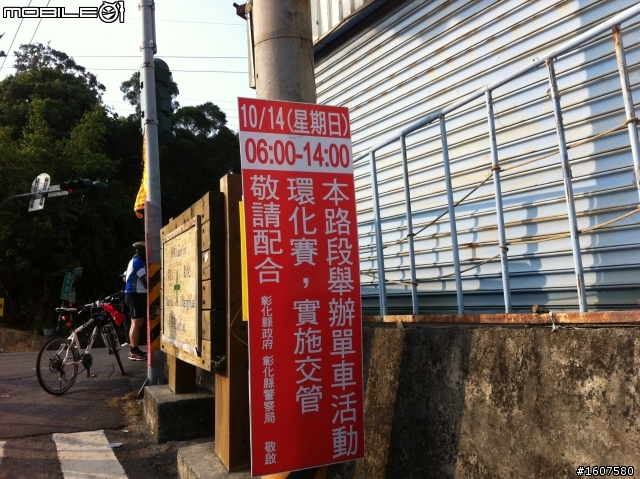 mobile01
10/14(星期日)
06:00-14:00
本路段舉辦單車活動
環化賽，實施交管
敬請配合
彰化縣政府 彰化縣警察局 敬啟
#1607580